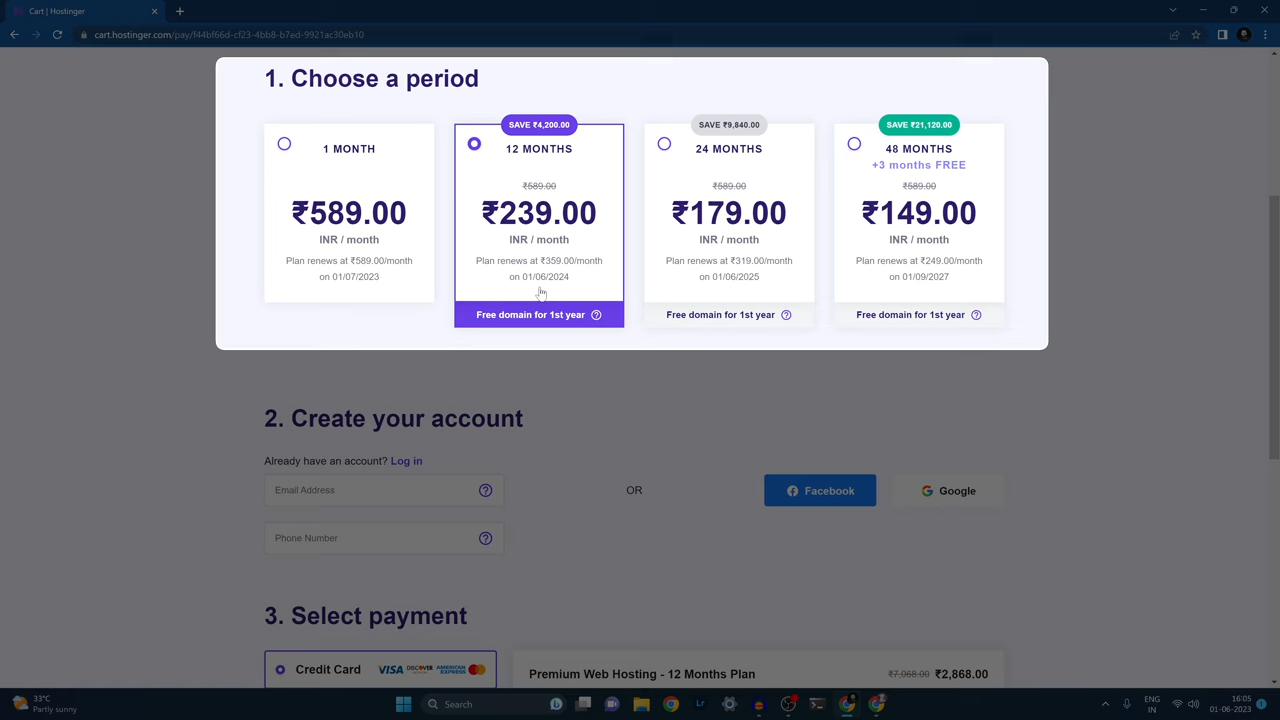 Cart | Hostinger
cart.hostinger.com/pay/f44bf66d-cf23-4bb8-b7ed-9921ac30eb10
1. Choose a period
1 MONTH
₹589.00
INR / month
Plan renews at ₹589.00/month
on 01/07/2023
SAVE ₹4,200.00
12 MONTHS
₹589.00
₹239.00
INR / month
Plan renews at ₹359.00/month
on 01/06/2024
Free domain for 1st year
SAVE ₹9,840.00
24 MONTHS
₹589.00
₹179.00
INR / month
Plan renews at ₹319.00/month
on 01/06/2025
Free domain for 1st year
SAVE ₹21,120.00
48 MONTHS
+3 months FREE
₹589.00
₹149.00
INR / month
Plan renews at ₹249.00/month
on 01/09/2027
Free domain for 1st year
2. Create your account
Already have an account? Log in
Email Address
OR
Facebook
Google
Phone Number
3. Select payment
Credit Card VISA DISCOVER AMERICAN EXPRESS
Premium Web Hosting - 12 Months Plan ₹7,068.00 ₹2,868.00
33°C
Partly sunny
Search
Lr
ENG
IN
16:05
01-06-2023